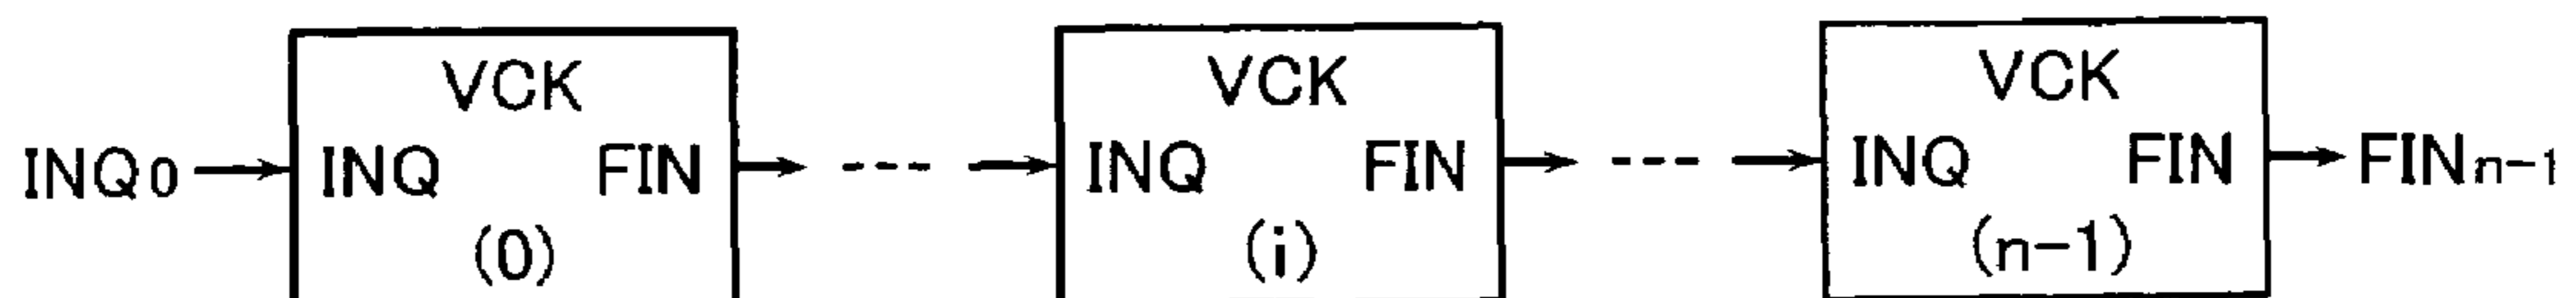 VCK VCK VCK
INQ0 INQ FIN --- INQ FIN --- INQ FIN FINn-1
(0) (i) (n-1)